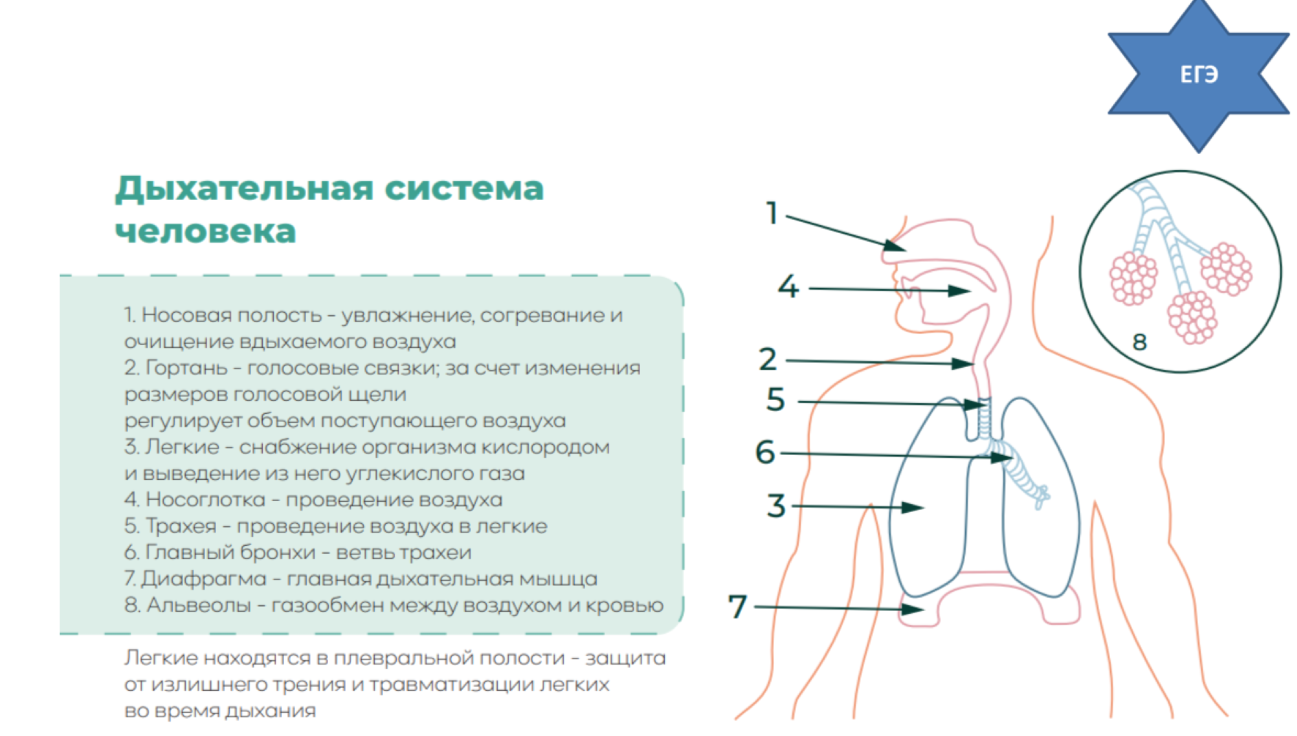 ЕГЭ
Дыхательная система
человека
1. Носовая полость - увлажнение, согревание и
очищение вдыхаемого воздуха
2. Гортань - голосовые связки; за счет изменения
размеров голосовой щели
регулирует объем поступающего воздуха
3. Легкие - снабжение организма кислородом
и выведение из него углекислого газа
4. Носоглотка - проведение воздуха
5. Трахея - проведение воздуха в легкие
6. Главный бронхи - ветвь трахеи
7. Диафрагма - главная дыхательная мышца
8. Альвеолы - газообмен между воздухом и кровью
Легкие находятся в плевральной полости - защита
от излишнего трения и травматизации легких
во время дыхания
1
4
2
5
6
3
7
8